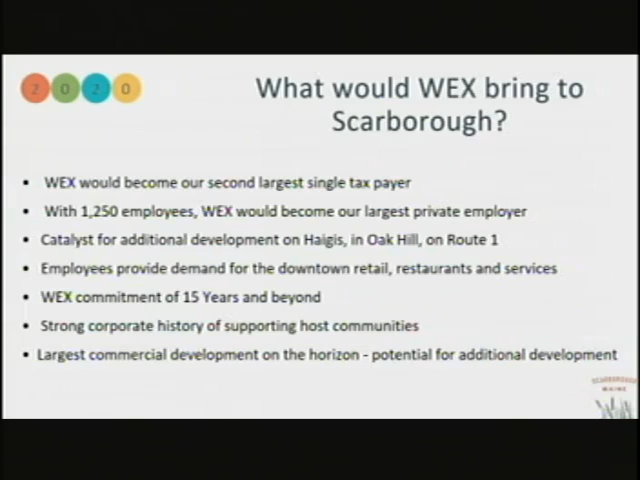 2 0 2 0
What would WEX bring to
Scarborough?
• WEX would become our second largest single tax payer
• With 1,250 employees, WEX would become our largest private employer
• Catalyst for additional development on Haigis, in Oak Hill, on Route 1
• Employees provide demand for the downtown retail, restaurants and services
• WEX commitment of 15 Years and beyond
• Strong corporate history of supporting host communities
• Largest commercial development on the horizon - potential for additional development
SCARBOROUGH
MAINE